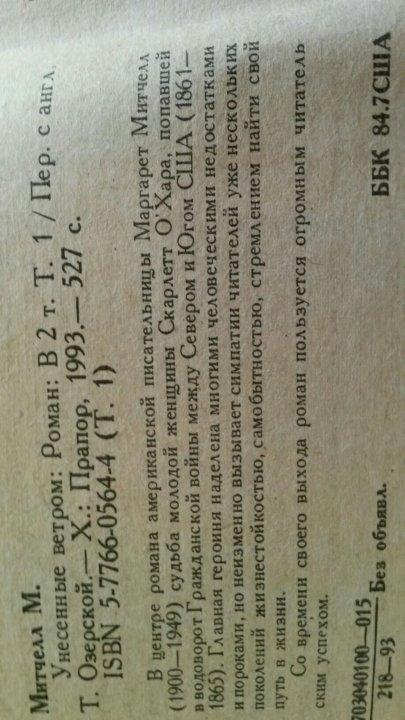 Митчелл М.
Унесенные ветром: Роман: В 2 т. Т. 1 / Пер. с англ.
Т. Озерской.— Х.: Прапор, 1993.— 527 с.
ISBN 5-7766-0564-4 (Т. 1)
В центре романа американской писательницы Маргарет Митчелл
(1900—1949) судьба молодой женщины Скарлетт О'Хара, попавшей
в водоворот Гражданской войны между Севером и Югом США (1861—
1865). Главная героиня наделена многими человеческими недостатками
и пороками, но неизменно вызывает симпатии читателей уже нескольких
поколений жизнестойкостью, самобытностью, стремлением найти свой
путь в жизни.
Со времени своего выхода роман пользуется огромным читатель-
ским успехом.
703040100—015
218—93
Без объявл.
ББК 84.7США